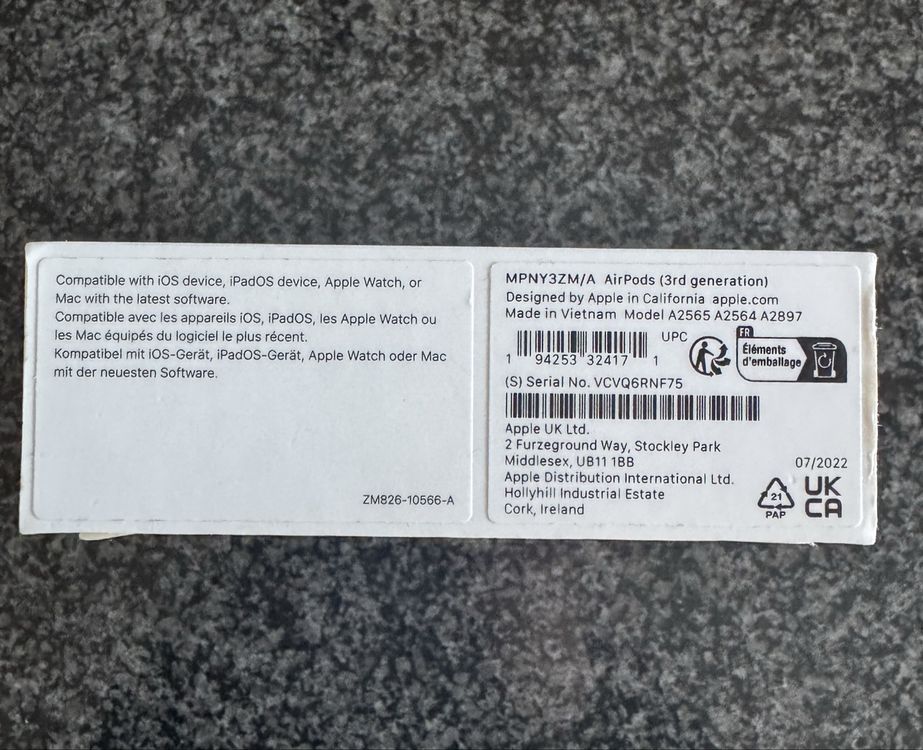 Compatible with iOS device, iPadOS device, Apple Watch, or
Mac with the latest software.
Compatible avec les appareils iOS, iPadOS, les Apple Watch ou
les Mac équipés du logiciel le plus récent.
Kompatibel mit iOS-Gerät, iPadOS-Gerät, Apple Watch oder Mac
mit der neuesten Software.
ZM826-10566-A
MPNY3ZM/A AirPods (3rd generation)
Designed by Apple in California apple.com
Made in Vietnam Model A2565 A2564 A2897
UPC
1 94253 32417 1
FR
Éléments
d'emballage
(S) Serial No. VCVQ6RNF75
Apple UK Ltd.
2 Furzeground Way, Stockley Park
Middlesex, UB11 1BB
Apple Distribution International Ltd.
Hollyhill Industrial Estate
Cork, Ireland
07/2022
21
PAP
UK
CA